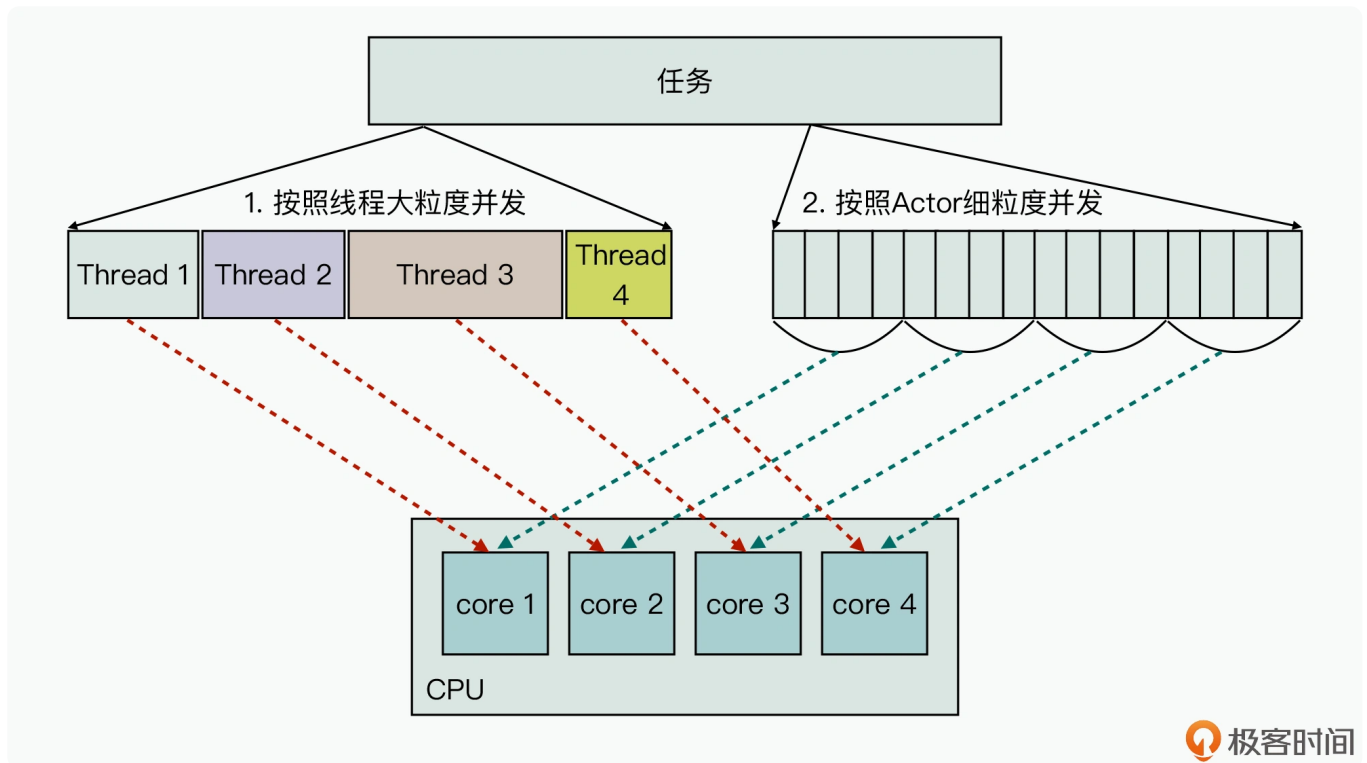 任务
1. 按照线程大粒度并发
2. 按照Actor细粒度并发
Thread 1
Thread 2
Thread 3
Thread
4
core 1
core 2
core 3
core 4
CPU
极客时间